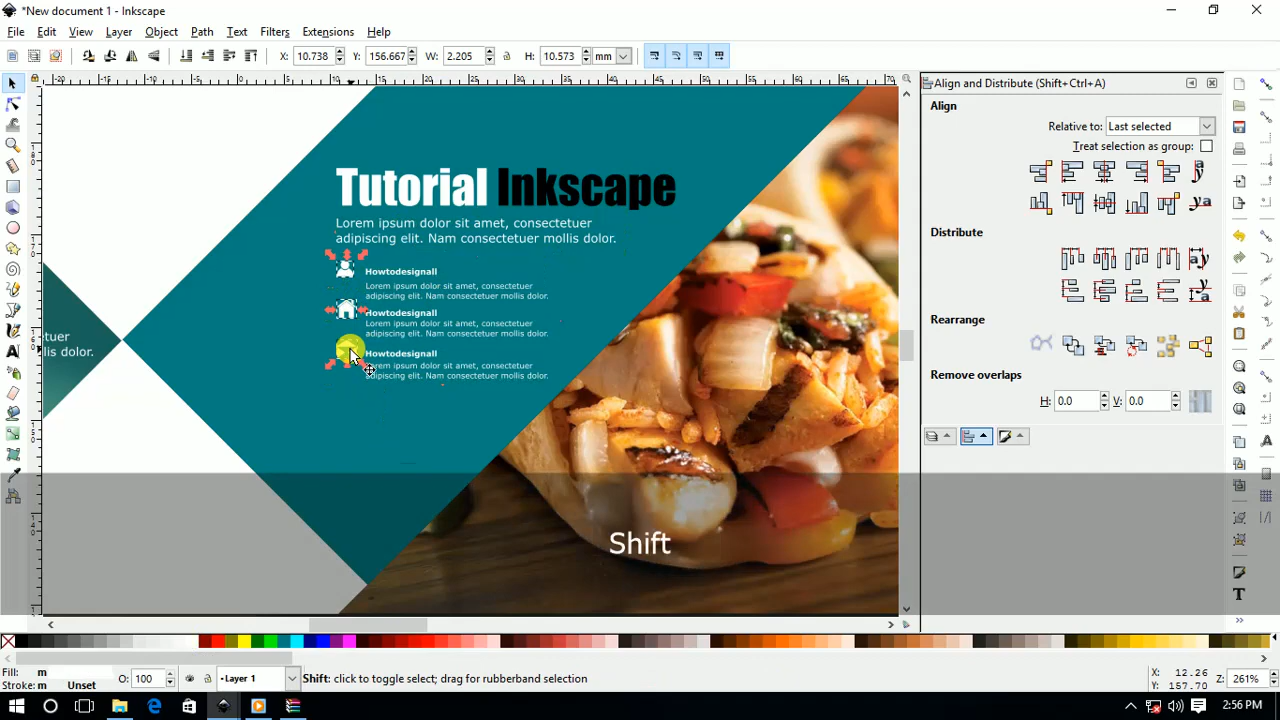 *New document 1 - Inkscape
File Edit View Layer Object Path Text Filters Extensions Help
X: 10.738 Y: 156.667 W: 2.205 H: 10.573 mm
Align and Distribute (Shift+Ctrl+A)
Align
Relative to: Last selected
Treat selection as group:
Distribute
Rearrange
Remove overlaps
H: 0.0 V: 0.0
Tutorial Inkscape
Lorem ipsum dolor sit amet, consectetuer
adipiscing elit. Nam consectetuer mollis dolor.
Howtodesignall
Lorem ipsum dolor sit amet, consectetuer
adipiscing elit. Nam consectetuer mollis dolor.
Howtodesignall
Lorem ipsum dolor sit amet, consectetuer
adipiscing elit. Nam consectetuer mollis dolor.
Howtodesignall
Lorem ipsum dolor sit amet, consectetuer
adipiscing elit. Nam consectetuer mollis dolor.
etuer
lis dolor.
Shift
Fill: m
Stroke: m Unset
O: 100
Layer 1
Shift: click to toggle select; drag for rubberband selection
X: 12.26
Y: 157.70
Z: 261%
2:56 PM